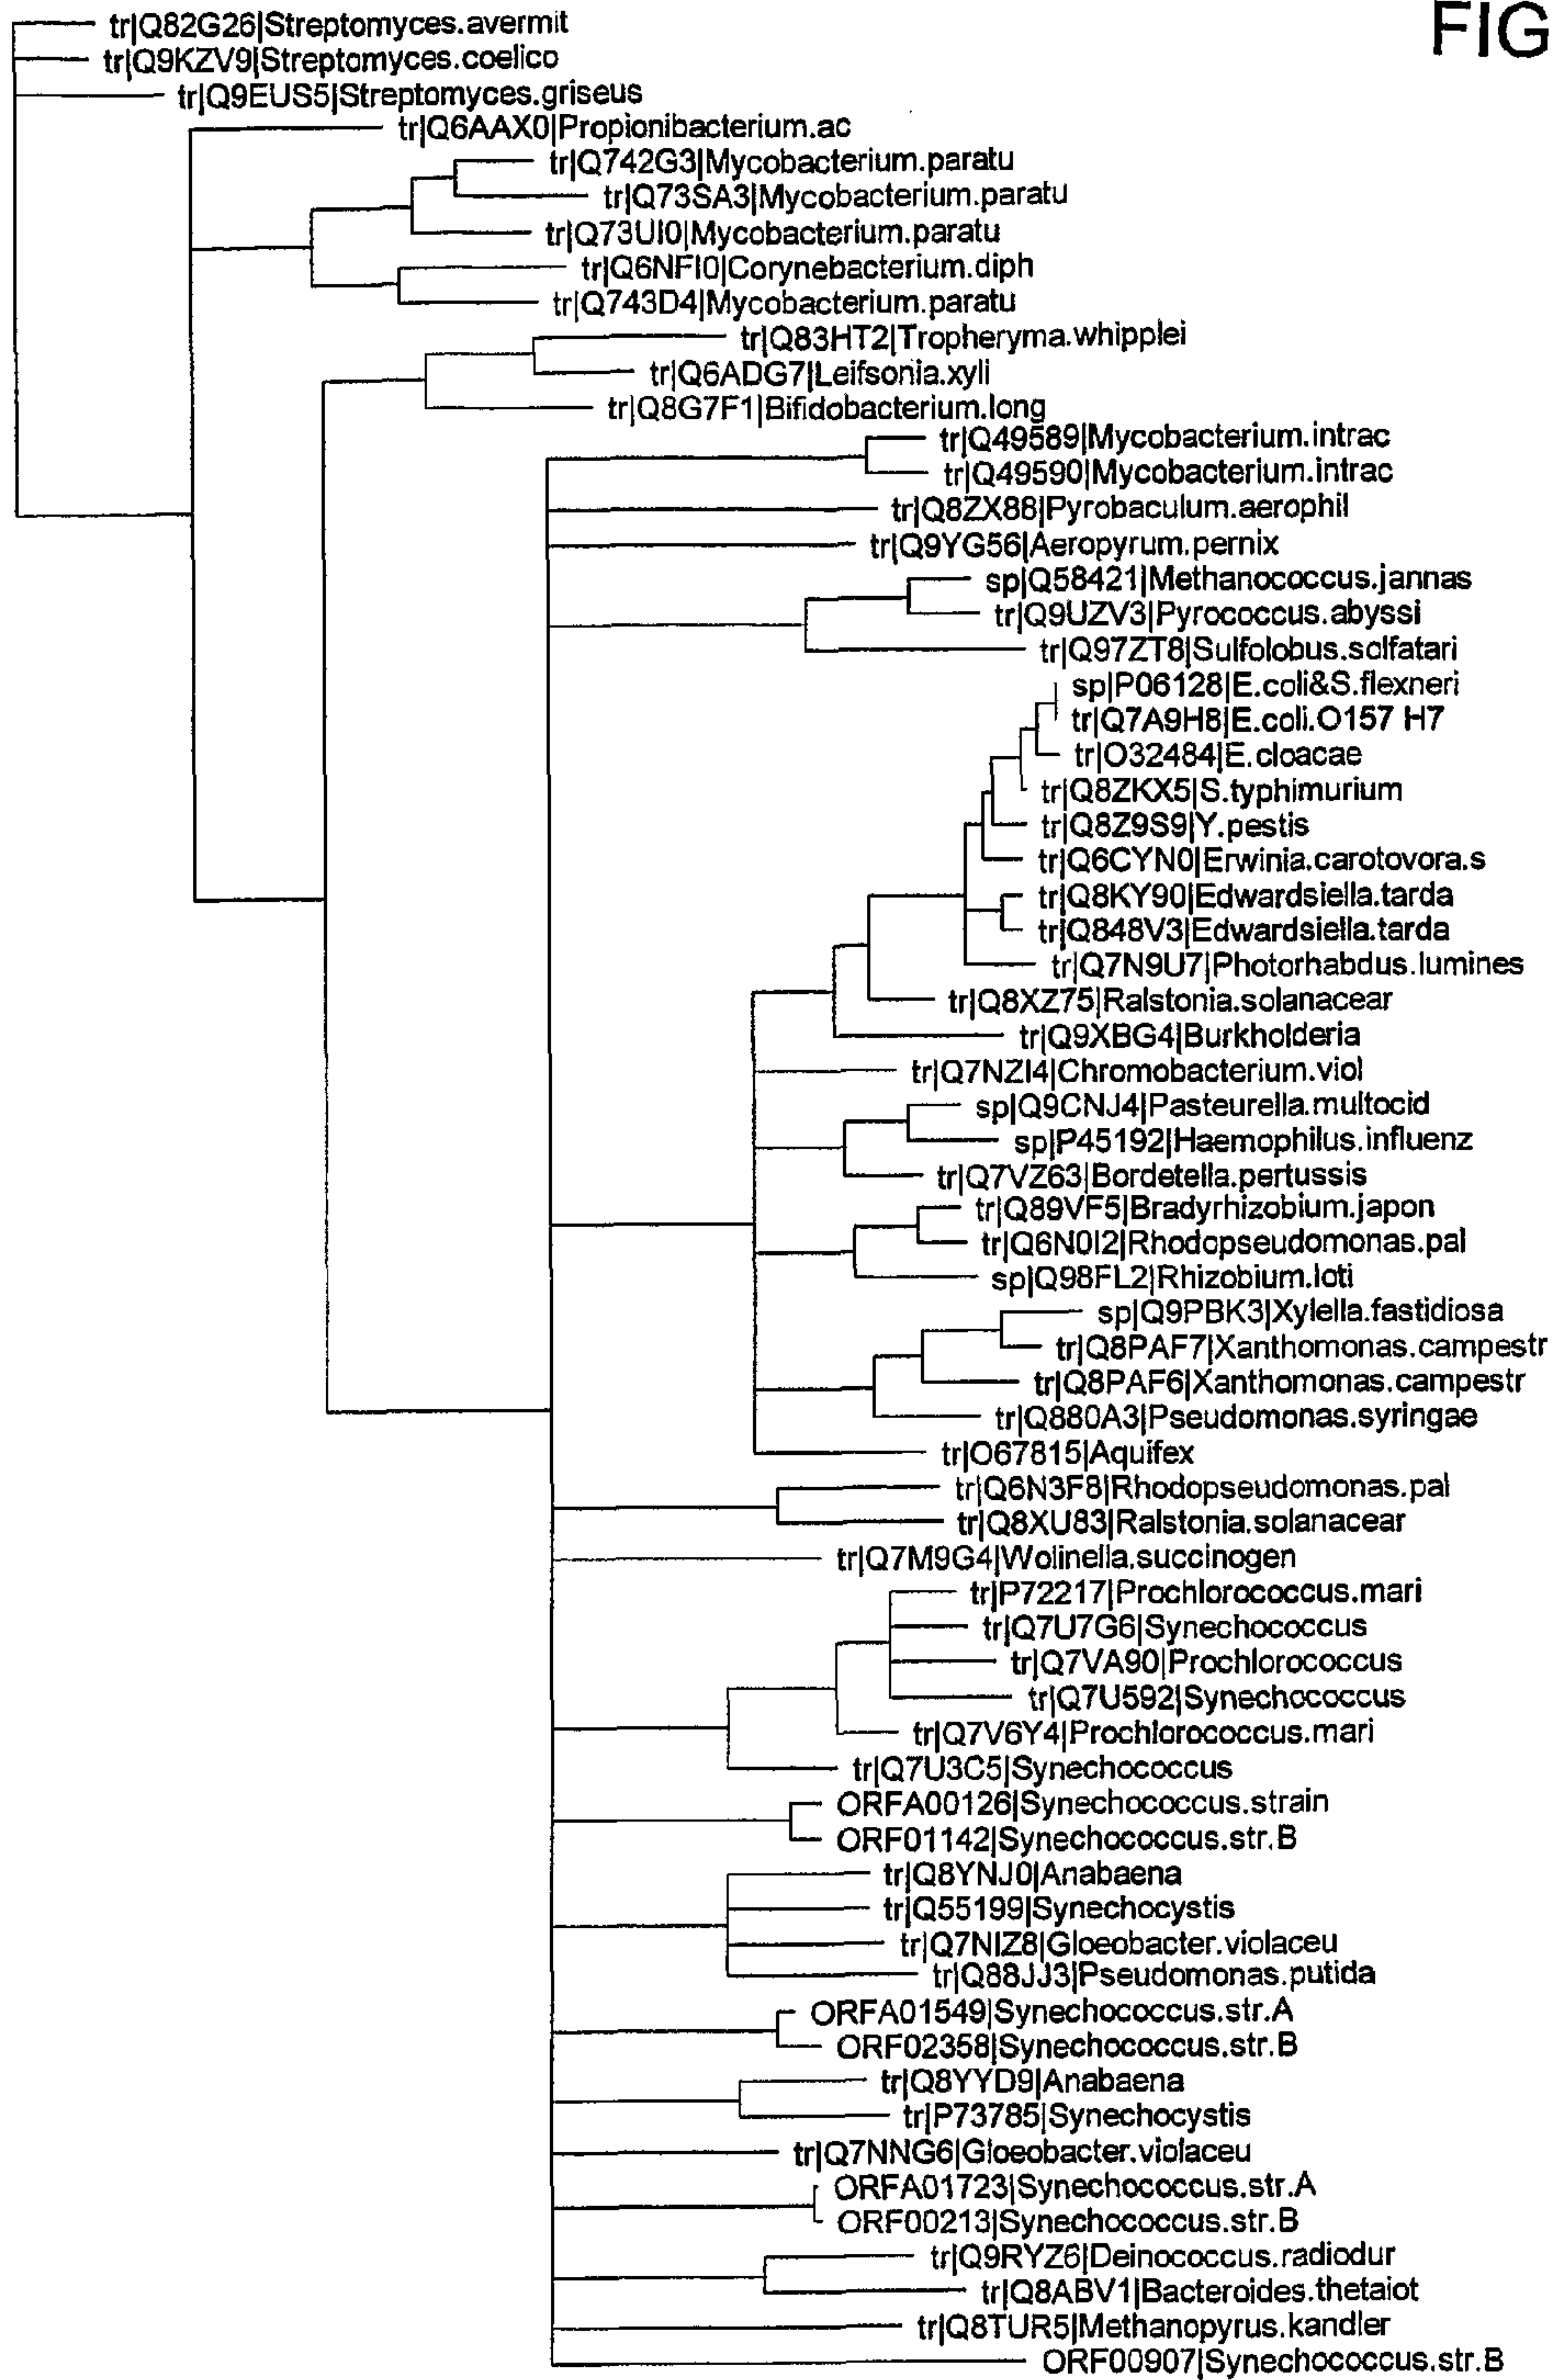 FIG
tr|Q82G26|Streptomyces.avermit
tr|Q9KZV9|Streptomyces.coelico
tr|Q9EUS5|Streptomyces.griseus
tr|Q6AAX0|Propionibacterium.ac
tr|Q742G3|Mycobacterium.paratu
tr|Q73SA3|Mycobacterium.paratu
tr|Q73UI0|Mycobacterium.paratu
tr|Q6NFI0|Corynebacterium.diph
tr|Q743D4|Mycobacterium.paratu
tr|Q83HT2|Tropheryma.whipplei
tr|Q6ADG7|Leifsonia.xyli
tr|Q8G7F1|Bifidobacterium.long
tr|Q49589|Mycobacterium.intrac
tr|Q49590|Mycobacterium.intrac
tr|Q8ZX88|Pyrobaculum.aerophil
tr|Q9YG56|Aeropyrum.pernix
sp|Q58421|Methanococcus.jannas
tr|Q9UZV3|Pyrococcus.abyssi
tr|Q97ZT8|Sulfolobus.solfatari
sp|P06128|E.coli&S.flexneri
tr|Q7A9H8|E.coli.O157 H7
tr|O32484|E.cloacae
tr|Q8ZKX5|S.typhimurium
tr|Q8Z9S9|Y.pestis
tr|Q6CYN0|Erwinia.carotovora.s
tr|Q8KY90|Edwardsiella.tarda
tr|Q848V3|Edwardsiella.tarda
tr|Q7N9U7|Photorhabdus.lumines
tr|Q8XZ75|Ralstonia.solanacear
tr|Q9XBG4|Burkholderia
tr|Q7NZI4|Chromobacterium.viol
sp|Q9CNJ4|Pasteurella.multocid
sp|P45192|Haemophilus.influenz
tr|Q7VZ63|Bordetella.pertussis
tr|Q89VF5|Bradyrhizobium.japon
tr|Q6N0I2|Rhodopseudomonas.pal
sp|Q98FL2|Rhizobium.loti
sp|Q9PBK3|Xylella.fastidiosa
tr|Q8PAF7|Xanthomonas.campestr
tr|Q8PAF6|Xanthomonas.campestr
tr|Q880A3|Pseudomonas.syringae
tr|O67815|Aquifex
tr|Q6N3F8|Rhodopseudomonas.pal
tr|Q8XU83|Ralstonia.solanacear
tr|Q7M9G4|Wolinella.succinogen
tr|P72217|Prochlorococcus.mari
tr|Q7U7G6|Synechococcus
tr|Q7VA90|Prochlorococcus
tr|Q7U592|Synechococcus
tr|Q7V6Y4|Prochlorococcus.mari
tr|Q7U3C5|Synechococcus
ORFA00126|Synechococcus.strain
ORF01142|Synechococcus.str.B
tr|Q8YNJ0|Anabaena
tr|Q55199|Synechocystis
tr|Q7NIZ8|Gloeobacter.violaceu
tr|Q88JJ3|Pseudomonas.putida
ORFA01549|Synechococcus.str.A
ORF02358|Synechococcus.str.B
tr|Q8YYD9|Anabaena
tr|P73785|Synechocystis
tr|Q7NNG6|Gloeobacter.violaceu
ORFA01723|Synechococcus.str.A
ORF00213|Synechococcus.str.B
tr|Q9RYZ6|Deinococcus.radiodur
tr|Q8ABV1|Bacteroides.thetaiot
tr|Q8TUR5|Methanopyrus.kandler
ORF00907|Synechococcus.str.B